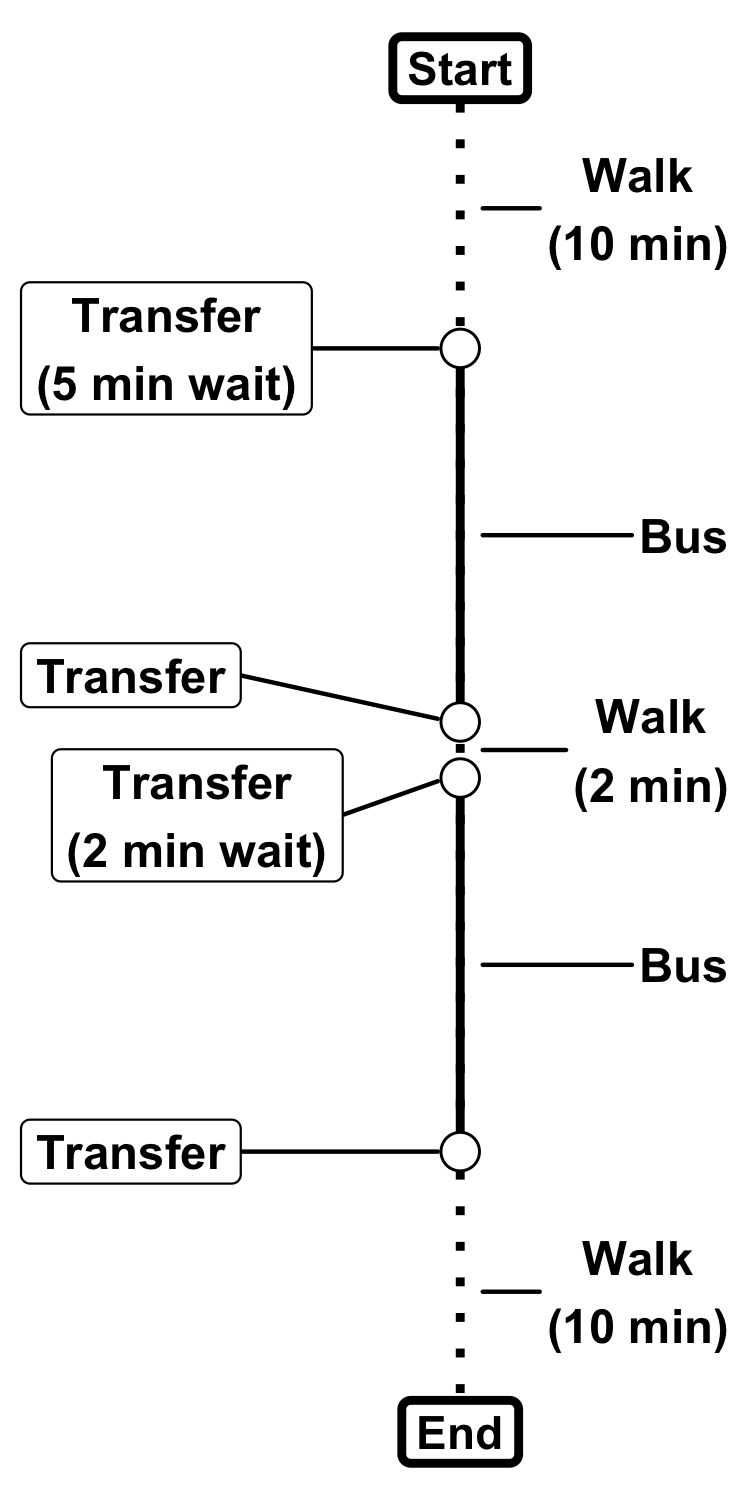 Start
Walk
(10 min)
Transfer
(5 min wait)
Bus
Transfer
Walk
(2 min)
Transfer
(2 min wait)
Bus
Transfer
Walk
(10 min)
End